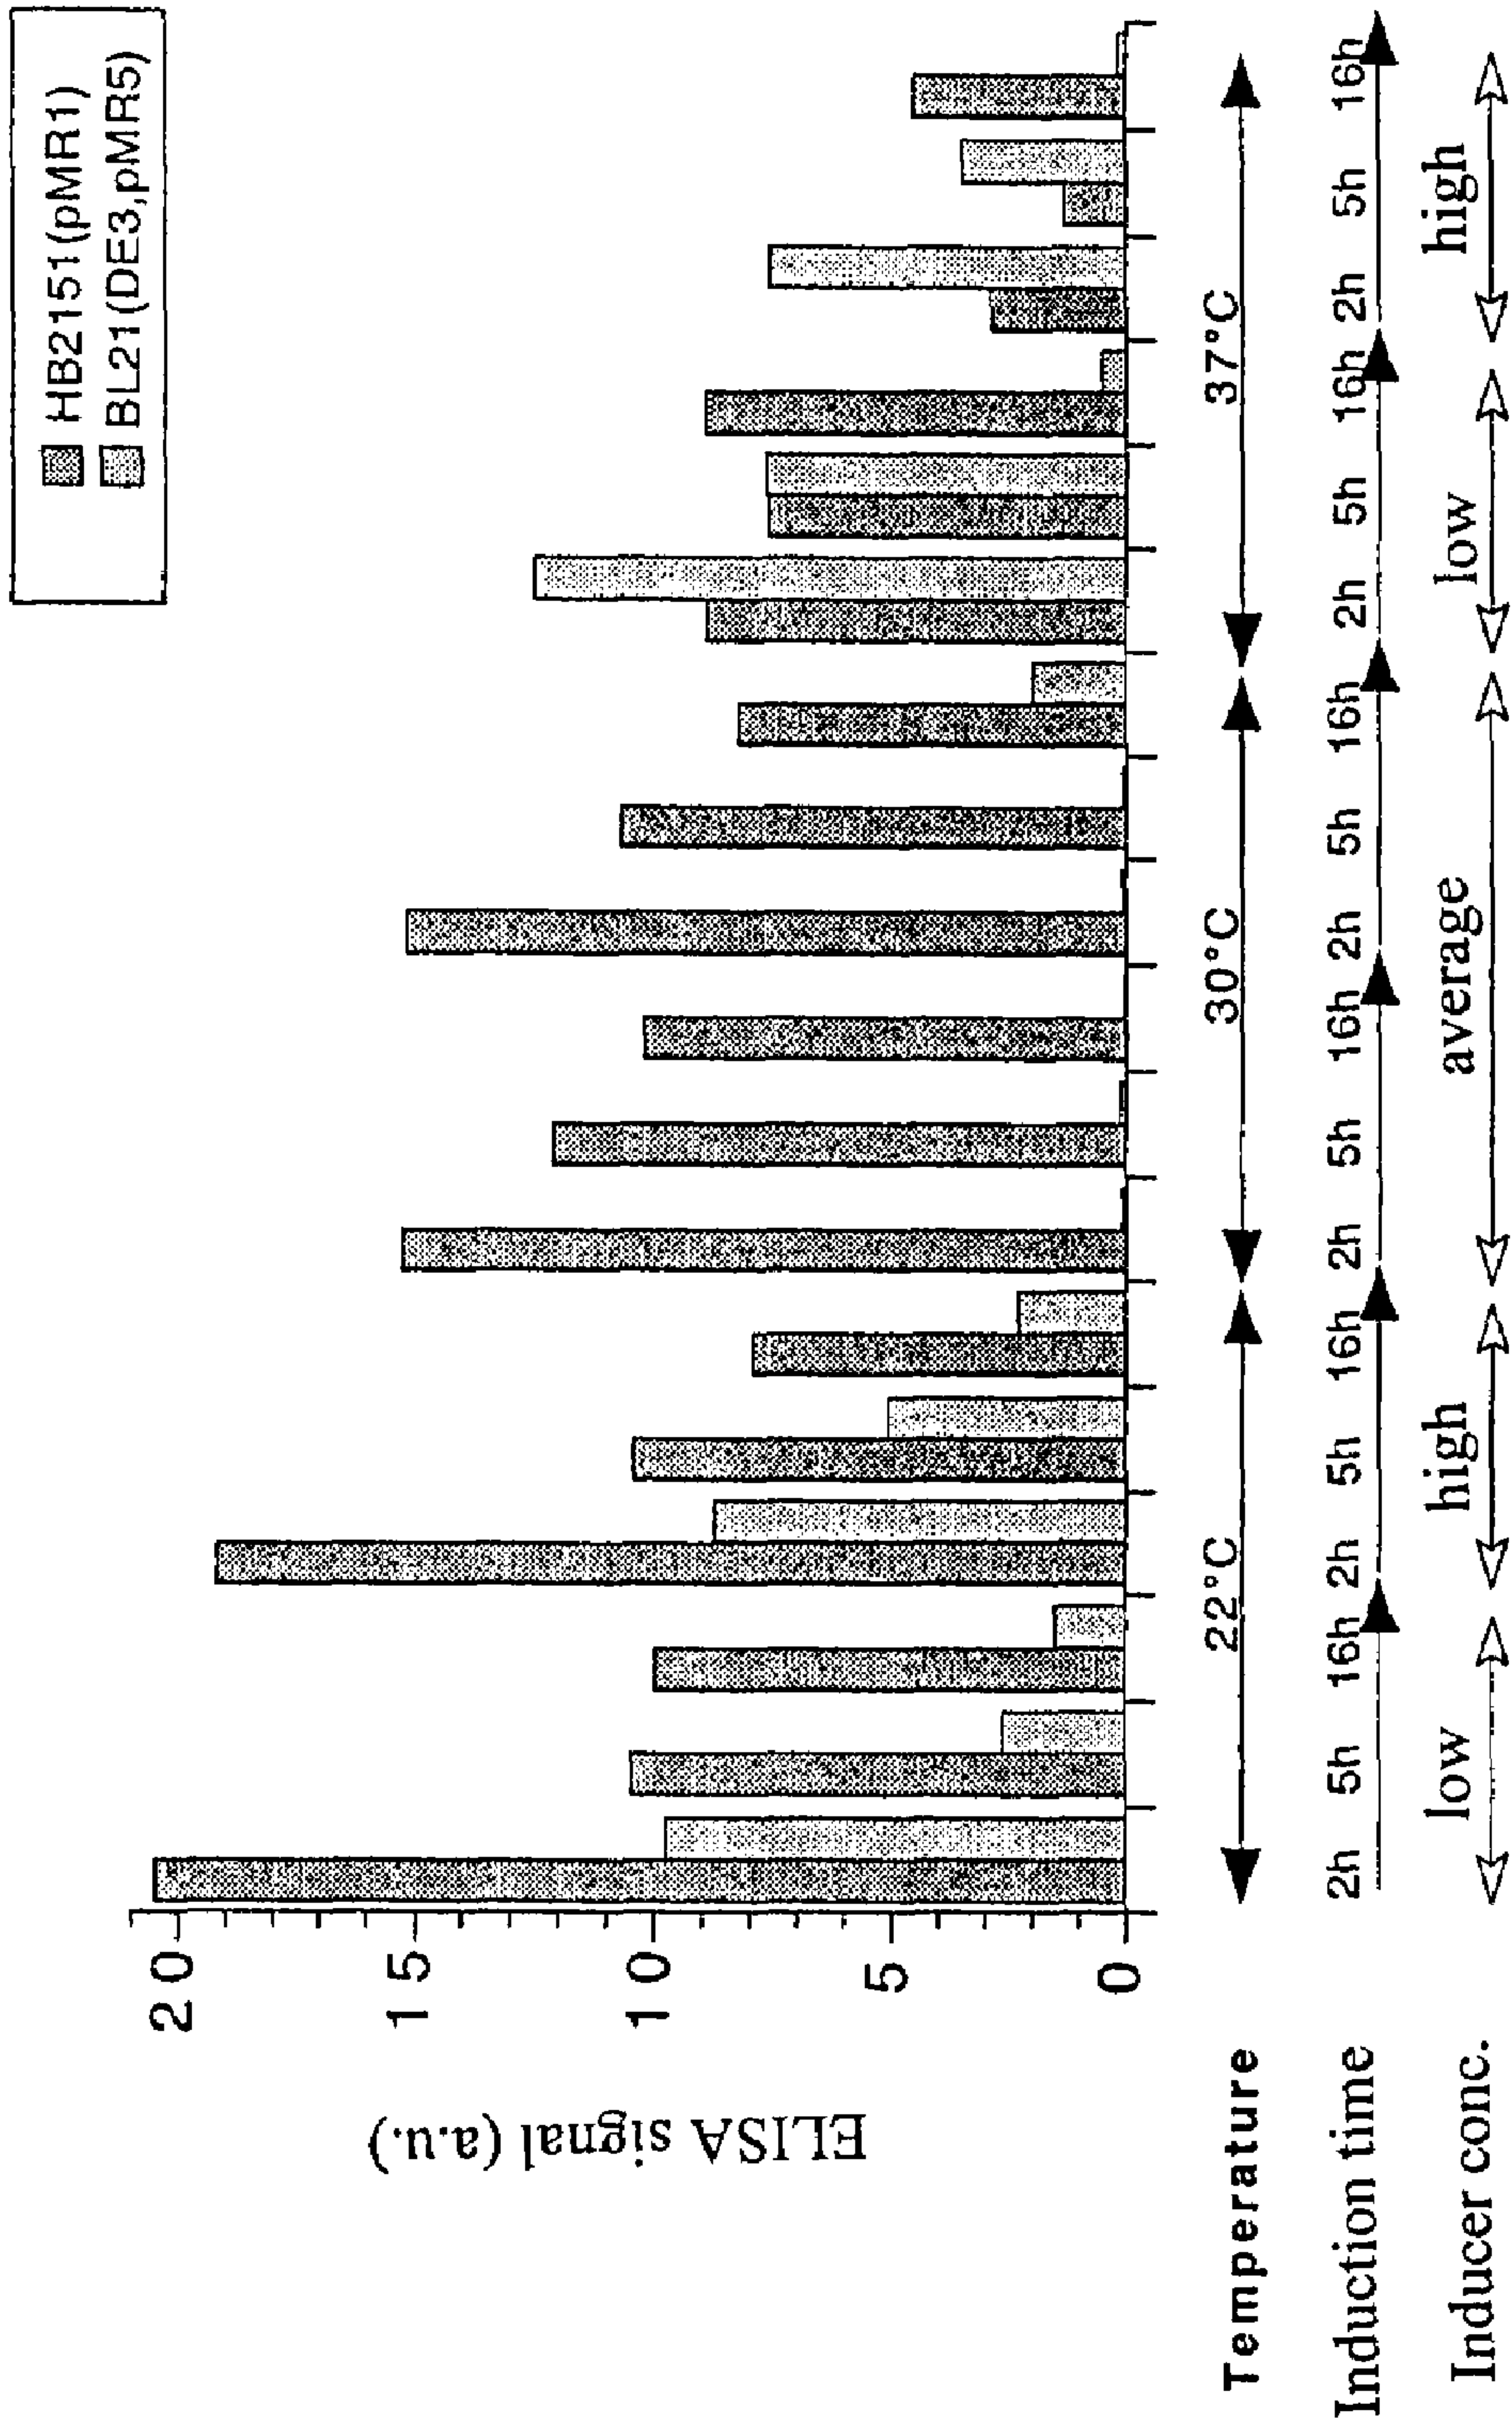 HB2151(pMR1)
BL21(DE3,pMR5)
ELISA signal (a.u.)
20
15
10
5
0
Temperature
22°C
30°C
37°C
Induction time
2h 5h 16h 2h 5h 16h 2h 5h 16h 2h 5h 16h 2h 5h 16h 2h 5h 16h
Inducer conc.
low
high
average
low
high